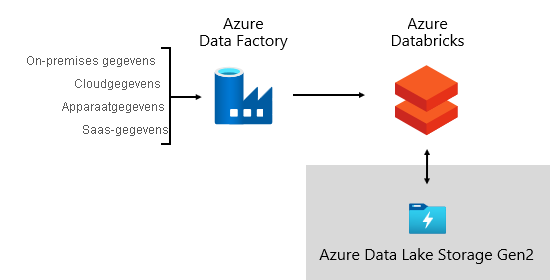 Azure
Data Factory
Azure
Databricks
On-premises gegevens
Cloudgegevens
Apparaatgegevens
Saas-gegevens
Azure Data Lake Storage Gen2